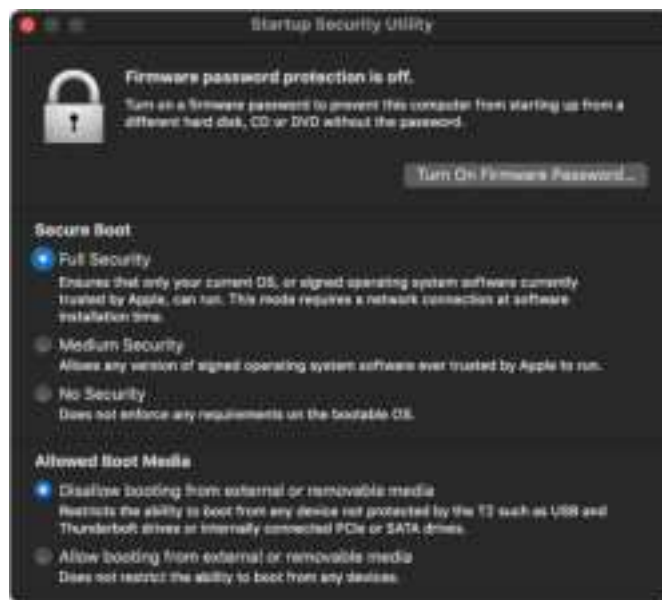 Startup Security Utility
Firmware password protection is off.
Turn on a firmware password to prevent this computer from starting up from a
different hard disk, CD or DVD without the password.
Turn On Firmware Password...
Secure Boot
Full Security
Ensures that only your current OS, or signed operating system software currently
trusted by Apple, can run. This mode requires a network connection at software
installation time.
Medium Security
Allows any version of signed operating system software ever trusted by Apple to run.
No Security
Does not enforce any requirements on the bootable OS.
Allowed Boot Media
Disallow booting from external or removable media
Restricts the ability to boot from any device not protected by the T2 such as USB and
Thunderbolt drives or internally connected PCIe or SATA drives.
Allow booting from external or removable media
Does not restrict the ability to boot from any devices.